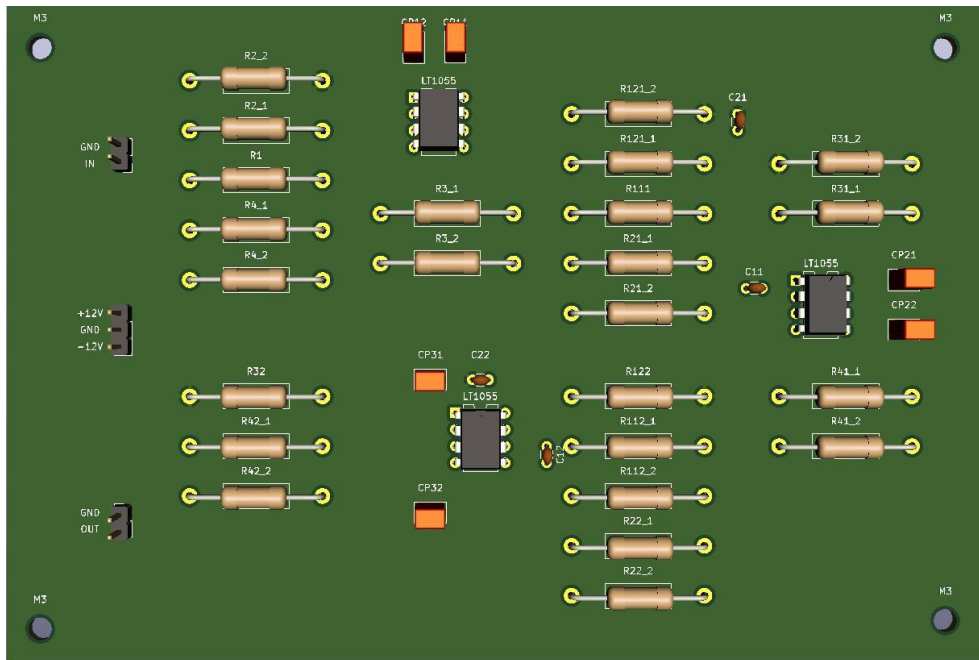 M3
CP12
CP11
M3
R2_2
LT1055
R121_2
C21
R2_1
GND
IN
R121_1
R31_2
R1
R3_1
R111
R31_1
R4_1
R3_2
R21_1
R4_2
C11
LT1055
CP21
R21_2
CP22
+12V
GND
-12V
CP31
C22
R32
LT1055
R122
R41_1
R42_1
R112_1
R41_2
C12
R42_2
CP32
R112_2
GND
OUT
R22_1
R22_2
M3
M3